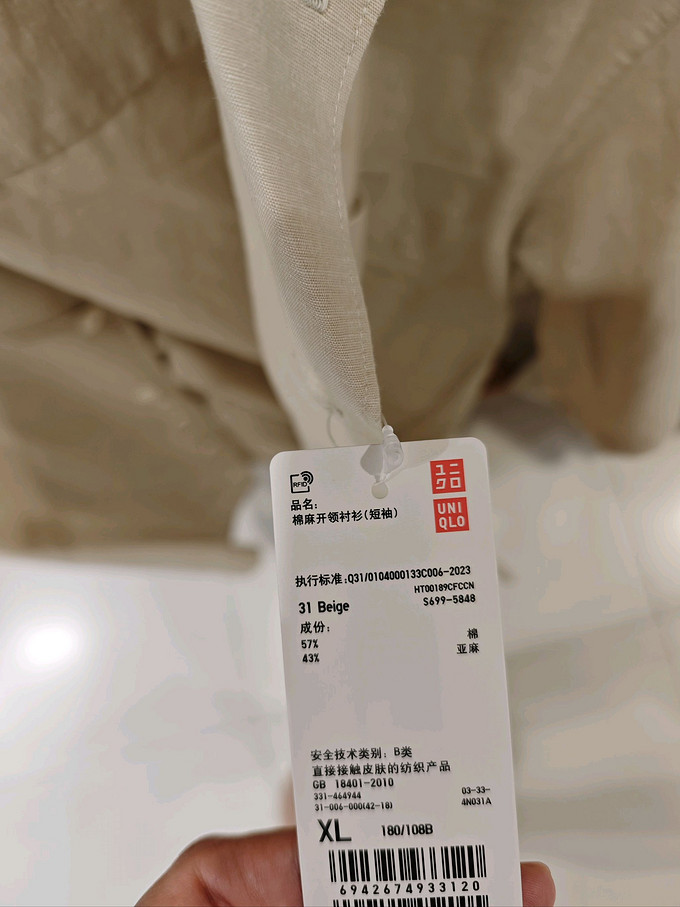 RFID
ユニ
クロ
UNI
QLO
品名:
棉麻开领衬衫(短袖)
执行标准:Q31/0104000133C006-2023
HT00189CFCCN
31 Beige
S699-5848
成份:
57% 棉
43% 亚麻
安全技术类别: B类
直接接触皮肤的纺织产品
GB 18401-2010
331-464944
03-33-
31-006-000(42-18)
4N031A
XL 180/108B
6942674933120